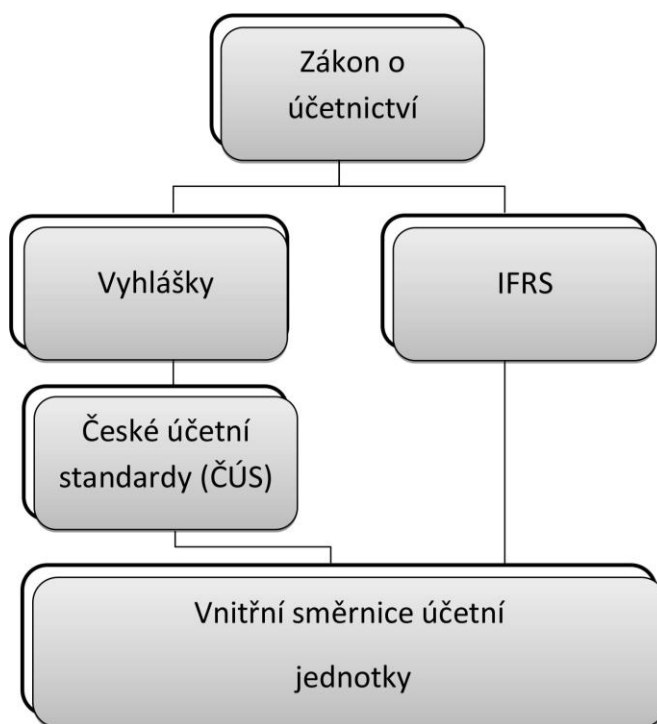 Zákon o
účetnictví
Vyhlášky
IFRS
České účetní
standardy (ČÚS)
Vnitřní směrnice účetní
jednotky